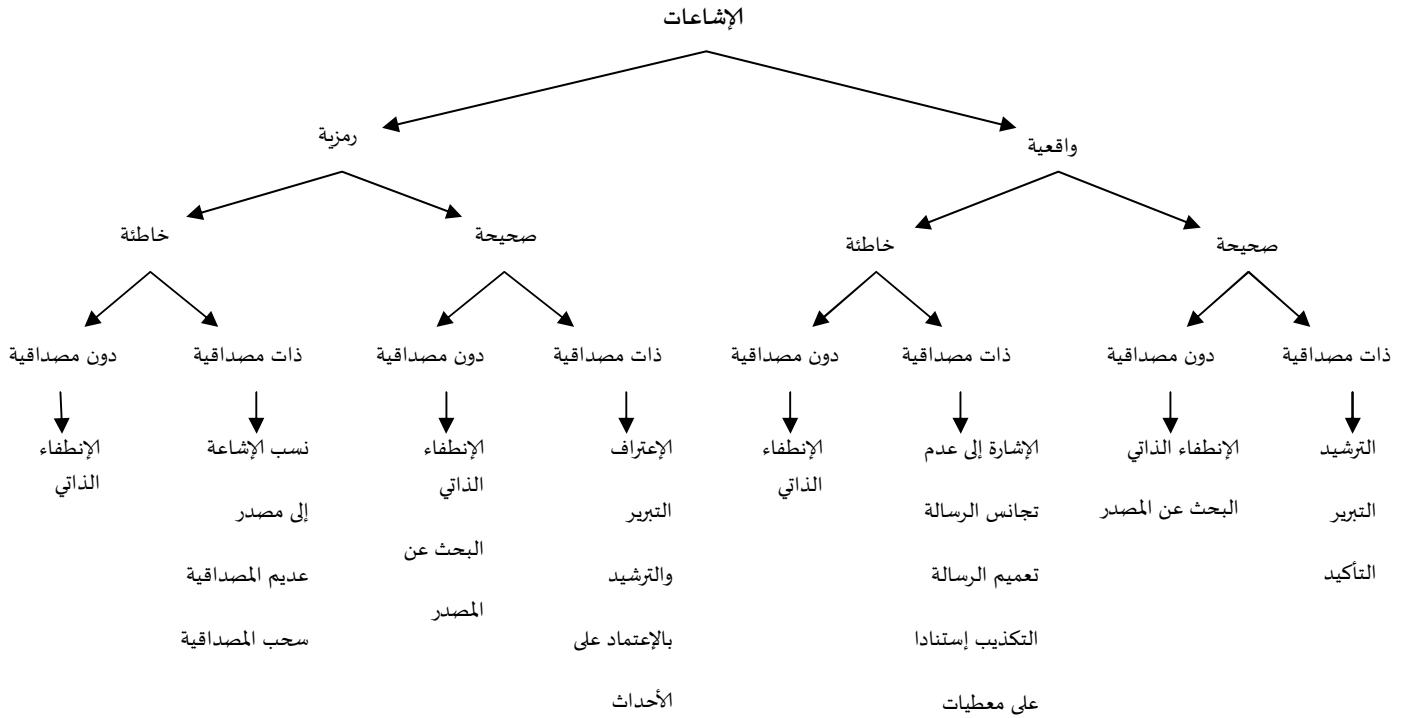 الإشاعات
واقعية
رمزية
صحيحة
خاطئة
صحيحة
خاطئة
ذات مصداقية
دون مصداقية
ذات مصداقية
دون مصداقية
ذات مصداقية
دون مصداقية
ذات مصداقية
دون مصداقية
الترشيد
التبرير
التأكيد
الإنطفاء الذاتي
البحث عن المصدر
الإشارة إلى عدم
تجانس الرسالة
تعميم الرسالة
التكذيب إستنادا
على معطيات
الإنطفاء
الذاتي
الإعتراف
التبرير
والترشيد
بالإعتماد على
الأحداث
الإنطفاء
الذاتي
البحث عن
المصدر
نسب الإشاعة
إلى مصدر
عديم المصداقية
سحب المصداقية
الإنطفاء
الذاتي